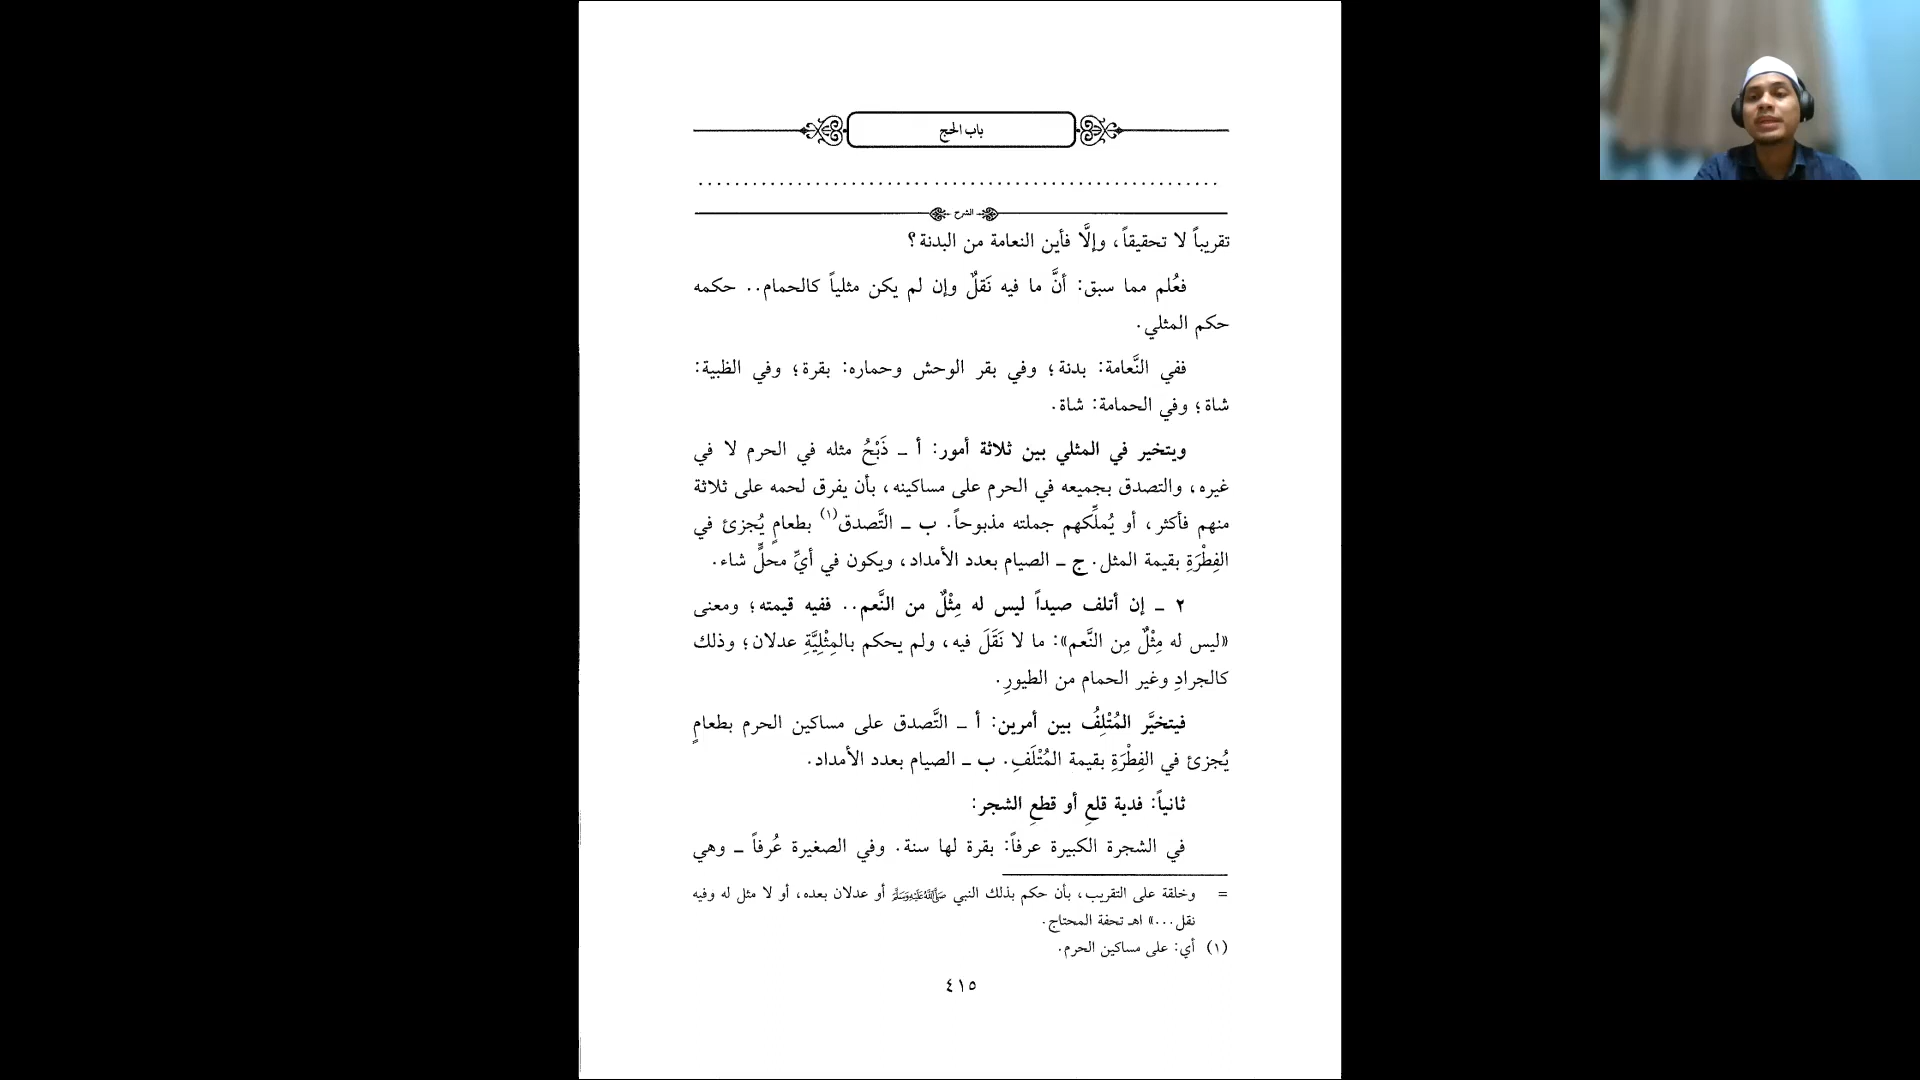 باب الحج
الشرح
تقريباً لا تحقيقاً، وإلَّا فأين النعامة من البدنة؟
فعُلم مما سبق: أنَّ ما فيه نَقلٌ وإن لم يكن مثلياً كالحمام.. حكمه
حكم المثلي.
ففي النَّعامة: بدنة؛ وفي بقر الوحش وحماره: بقرة؛ وفي الظبية:
شاة؛ وفي الحمامة: شاة.
ويتخير في المثلي بين ثلاثة أمور: أ ـ ذَبْحُ مثله في الحرم لا في
غيره، والتصدق بجميعه في الحرم على مساكينه، بأن يفرق لحمه على ثلاثة
منهم فأكثر، أو يُملِّكهم جملته مذبوحاً. ب ـ التَّصدق(١) بطعامٍ يُجزئ في
الفِطْرَةِ بقيمة المثل. ج ـ الصيام بعدد الأمداد، ويكون في أيِّ محلٍّ شاء.
٢ ـ إن أتلف صيداً ليس له مِثْلٌ من النَّعم.. ففيه قيمته؛ ومعنى
«ليس له مِثْلٌ مِن النَّعم»: ما لا نَقَلَ فيه، ولم يحكم بالمِثْلِيَّةِ عدلان؛ وذلك
كالجرادِ وغير الحمام من الطيورِ.
فيتخيَّر المُتْلِفُ بين أمرين: أ ـ التَّصدق على مساكين الحرم بطعامٍ
يُجزئ في الفِطْرَةِ بقيمة المُتْلَفِ. ب ـ الصيام بعدد الأمداد.
ثانياً: فدية قلعِ أو قطعِ الشجر:
في الشجرة الكبيرة عرفاً: بقرة لها سنة. وفي الصغيرة عُرفاً ـ وهي
= وخلقة على التقريب، بأن حكم بذلك النبي ﷺ أو عدلان بعده، أو لا مثل له وفيه
نقل...» اهـ تحفة المحتاج.
(١) أي: على مساكين الحرم.
٤١٥